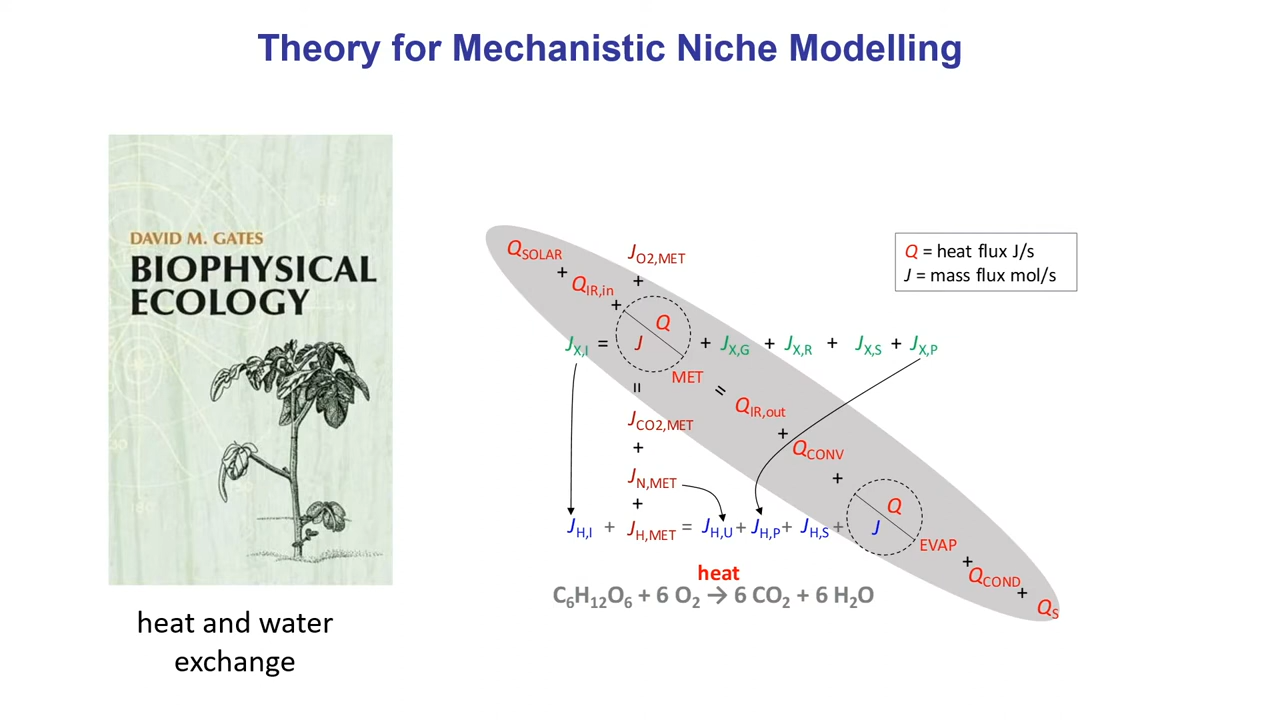 Theory for Mechanistic Niche Modelling
DAVID M. GATES
BIOPHYSICAL
ECOLOGY
heat and water
exchange
Q = heat flux J/s
J = mass flux mol/s
Q_SOLAR
+
Q_IR,in
+
J_O2,MET
+
J_X,I = J Q + J_X,G + J_X,R + J_X,S + J_X,P
MET
=
=
Q_IR,out
J_CO2,MET
+
+
Q_CONV
+
J_N,MET
+
J_H,I + J_H,MET = J_H,U + J_H,P + J_H,S + J Q
EVAP
+
Q_COND
+
Q_S
heat
C₆H₁₂O₆ + 6 O₂ → 6 CO₂ + 6 H₂O